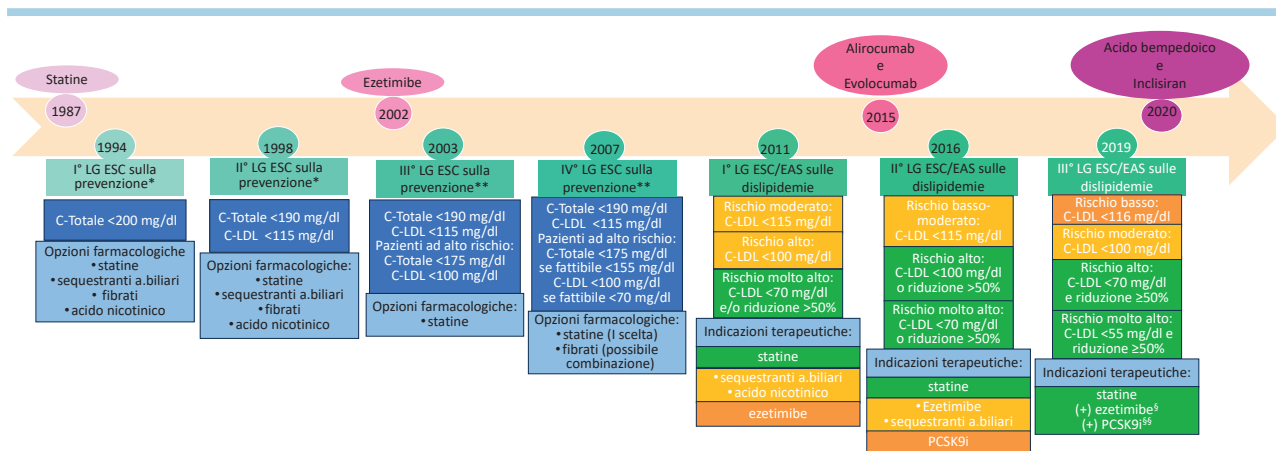 Statine
1987
Ezetimibe
2002
Alirocumab
e
Evolocumab
2015
Acido bempedoico
e
Inclisiran
2020
1994
I° LG ESC sulla
prevenzione*
C-Totale <200 mg/dl
Opzioni farmacologiche
•statine
•sequestranti a.biliari
• fibrati
• acido nicotinico
1998
II° LG ESC sulla
prevenzione*
C-Totale <190 mg/dl
C-LDL <115 mg/dl
Opzioni farmacologiche:
• statine
•sequestranti a.biliari
• fibrati
• acido nicotinico
2003
III° LG ESC
sulla prevenzione**
C-Totale <190 mg/dl
C-LDL <115 mg/dl
Pazienti ad alto rischio:
C-Totale <175 mg/dl
C-LDL <100 mg/dl
Opzioni farmacologiche:
• statine
2007
IV° LG ESC sulla
prevenzione**
C-Totale <190 mg/dl
C-LDL <115 mg/dl
Pazienti ad alto rischio:
C-Totale <175 mg/dl
se fattibile <155 mg/dl
C-LDL <100 mg/dl
se fattibile <70 mg/dl
Opzioni farmacologiche:
• statine (I scelta)
• fibrati (possibile
combinazione)
2011
I° LG ESC/EAS
sulle dislipidemie
Rischio moderato:
C-LDL <115 mg/dl
Rischio alto:
C-LDL <100 mg/dl
Rischio molto alto:
C-LDL <70 mg/dl
e/o riduzione >50%
Indicazioni terapeutiche:
statine
•sequestranti a.biliari
• acido nicotinico
ezetimibe
2016
II° LG ESC/EAS sulle
dislipidemie
Rischio basso-
moderato:
C-LDL <115 mg/dl
Rischio alto:
C-LDL <100 mg/dl
o riduzione >50%
Rischio molto alto:
C-LDL <70 mg/dl
o riduzione >50%
Indicazioni terapeutiche:
statine
•Ezetimibe
•sequestranti a.biliari
PCSK9i
2019
III° LG ESC/EAS sulle
dislipidemie
Rischio basso:
C-LDL <116 mg/dl
Rischio moderato:
C-LDL <100 mg/dl
Rischio alto:
C-LDL <70 mg/dl
e riduzione ≥50%
Rischio molto alto:
C-LDL <55 mg/dl e
riduzione ≥50%
Indicazioni terapeutiche:
statine
(+) ezetimibe§
(+) PCSK9i§§